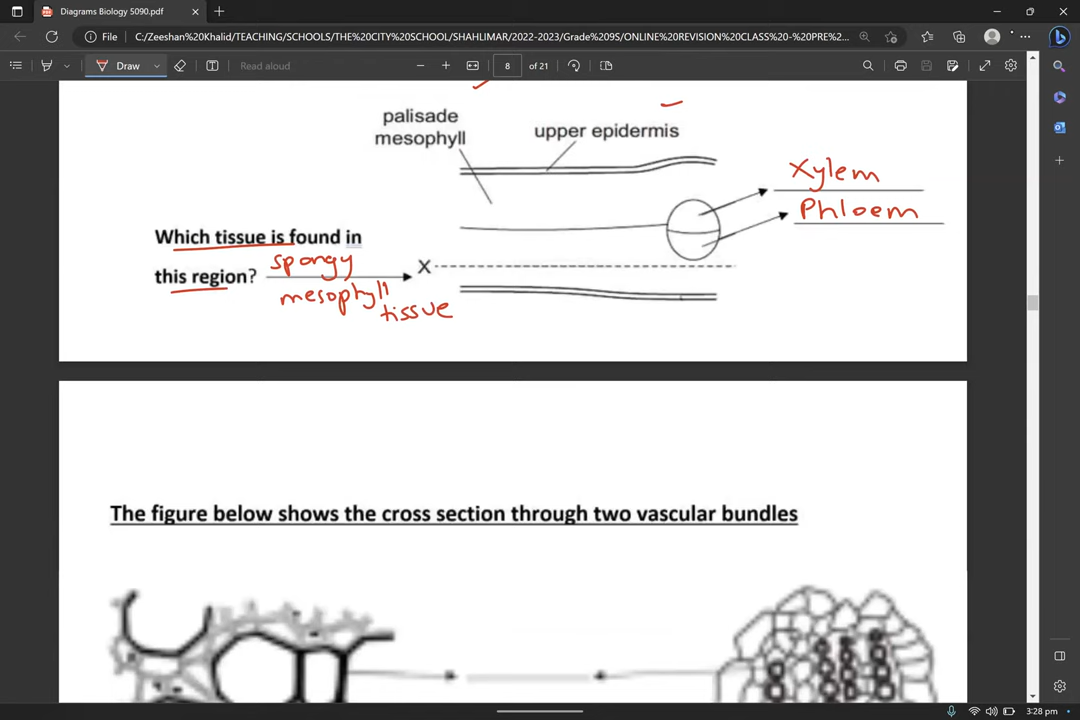 Diagrams Biology 5090.pdf
File
C:/Zeeshan%20Khalid/TEACHING/SCHOOLS/THE%20CITY%20SCHOOL/SHAHLIMAR/2022-2023/Grade%209S/ONLINE%20REVISION%20CLASS%20-%20PRE%...
Draw
Read aloud
8
of 21
palisade
mesophyll
upper epidermis
Xylem
Phloem
Which tissue is found in
this region?
spongy
mesophyll
tissue
X
The figure below shows the cross section through two vascular bundles
3:28 pm